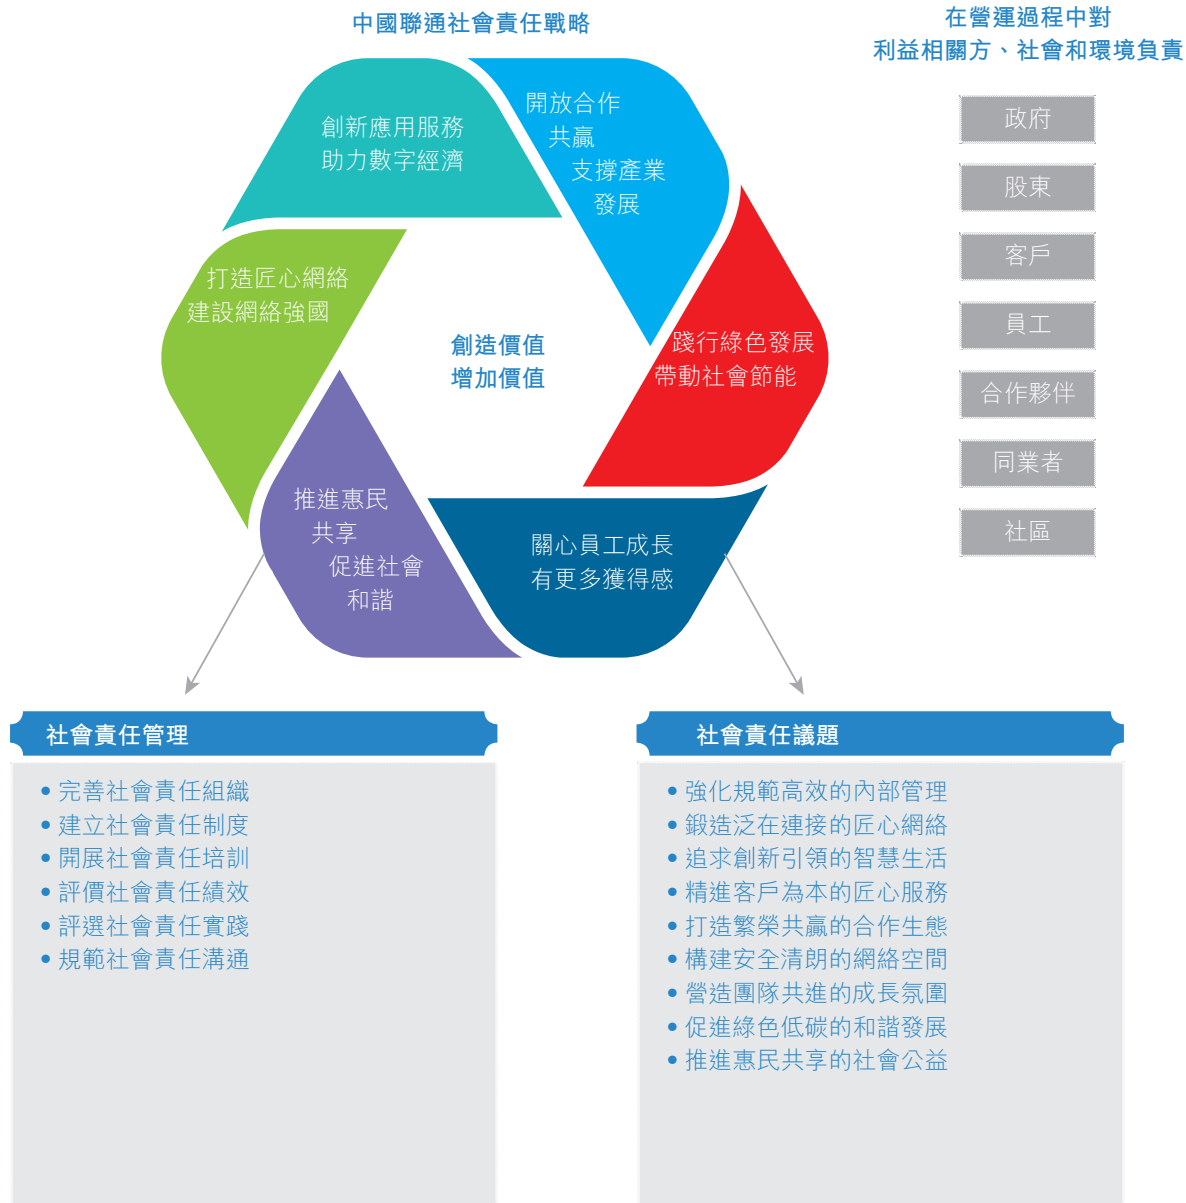 中國聯通社會責任戰略
創新應用服務
助力數字經濟
開放合作
共贏
支撐產業
發展
打造匠心網絡
建設網絡強國
創造價值
增加價值
踐行綠色發展
帶動社會節能
推進惠民
共享
促進社會
和諧
關心員工成長
有更多獲得感
在營運過程中對
利益相關方、社會和環境負責
政府
股東
客戶
員工
合作夥伴
同業者
社區
社會責任管理
• 完善社會責任組織
• 建立社會責任制度
• 開展社會責任培訓
• 評價社會責任績效
• 評選社會責任實踐
• 規範社會責任溝通
社會責任議題
• 強化規範高效的內部管理
• 鍛造泛在連接的匠心網絡
• 追求創新引領的智慧生活
• 精進客戶為本的匠心服務
• 打造繁榮共贏的合作生態
• 構建安全清朗的網絡空間
• 營造團隊共進的成長氛圍
• 促進綠色低碳的和諧發展
• 推進惠民共享的社會公益